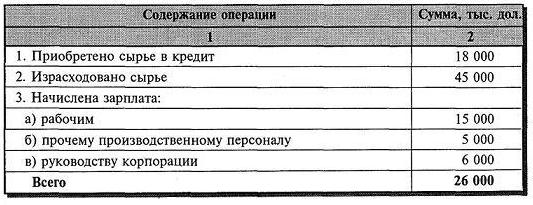 Содержание операции Сумма, тыс. дол.
1 2
1. Приобретено сырье в кредит 18 000
2. Израсходовано сырье 45 000
3. Начислена зарплата:
а) рабочим 15 000
б) прочему производственному персоналу 5 000
в) руководству корпорации 6 000
Всего 26 000